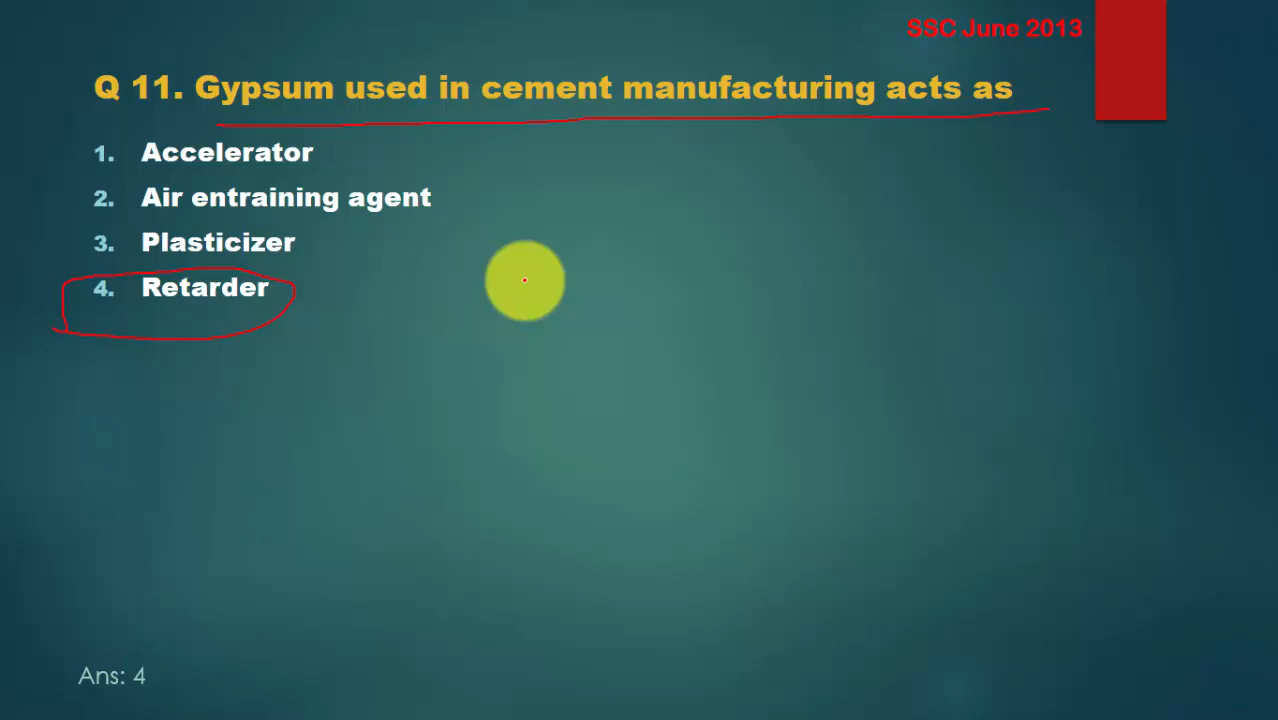 SSC June 2013
Q 11. Gypsum used in cement manufacturing acts as
1. Accelerator
2. Air entraining agent
3. Plasticizer
4. Retarder
Ans: 4